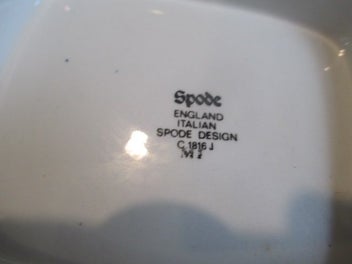 Spode
ENGLAND
ITALIAN
SPODE DESIGN
C 1816 J